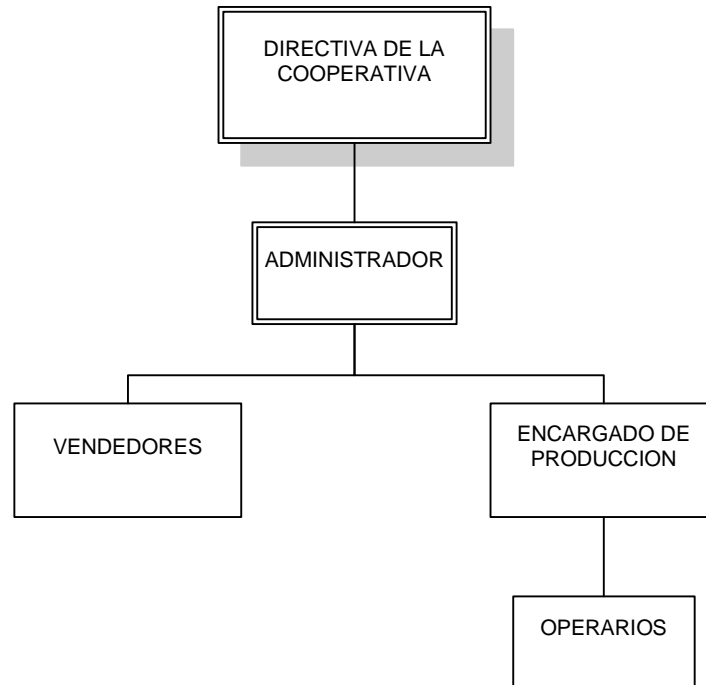 DIRECTIVA DE LA
COOPERATIVA
ADMINISTRADOR
VENDEDORES
ENCARGADO DE
PRODUCCION
OPERARIOS